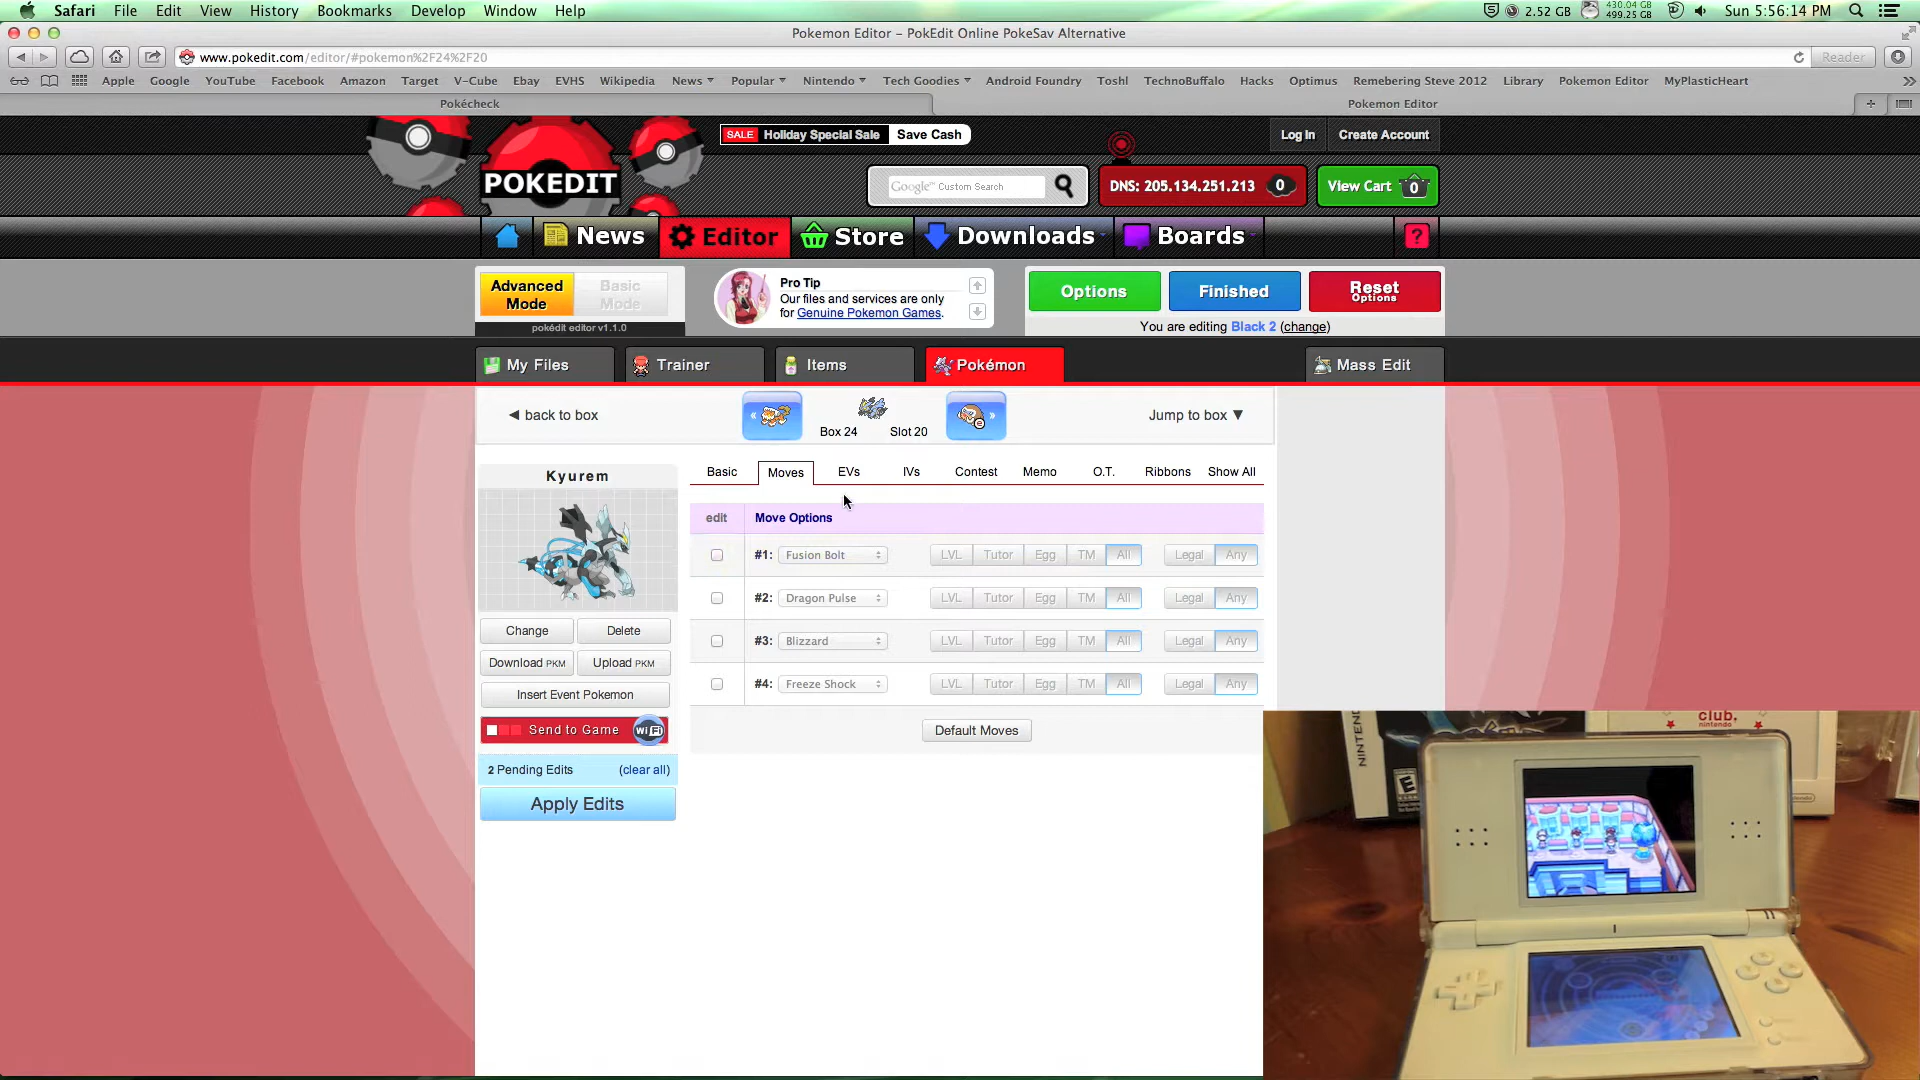 Safari File Edit View History Bookmarks Develop Window Help 2.52 GB 430.04 GB 499.25 GB Sun 5:56:14 PM
Pokemon Editor – PokEdit Online PokeSav Alternative
www.pokedit.com/editor/#pokemon%2F24%2F20 Reader
Apple Google YouTube Facebook Amazon Target V-Cube Ebay EVHS Wikipedia News Popular Nintendo Tech Goodies Android Foundry Toshl TechnoBuffalo Hacks Optimus Remebering Steve 2012 Library Pokemon Editor MyPlasticHeart
Pokécheck Pokemon Editor
SALE Holiday Special Sale Save Cash Log In Create Account
POKEDIT Google™ Custom Search DNS: 205.134.251.213 0 View Cart 0
News Editor Store Downloads Boards ?
Advanced Mode Basic Mode
pokédit editor v1.1.0
Pro Tip
Our files and services are only
for Genuine Pokemon Games.
Options Finished Reset Options
You are editing Black 2 (change)
My Files Trainer Items Pokémon Mass Edit
◀ back to box « Box 24 Slot 20 » Jump to box ▼
Kyurem
Basic Moves EVs IVs Contest Memo O.T. Ribbons Show All
edit Move Options
#1: Fusion Bolt LVL Tutor Egg TM All Legal Any
#2: Dragon Pulse LVL Tutor Egg TM All Legal Any
#3: Blizzard LVL Tutor Egg TM All Legal Any
#4: Freeze Shock LVL Tutor Egg TM All Legal Any
Default Moves
Change Delete
Download PKM Upload PKM
Insert Event Pokemon
Send to Game WiFi
2 Pending Edits (clear all)
Apply Edits
NINTENDO
club.
nintendo
E